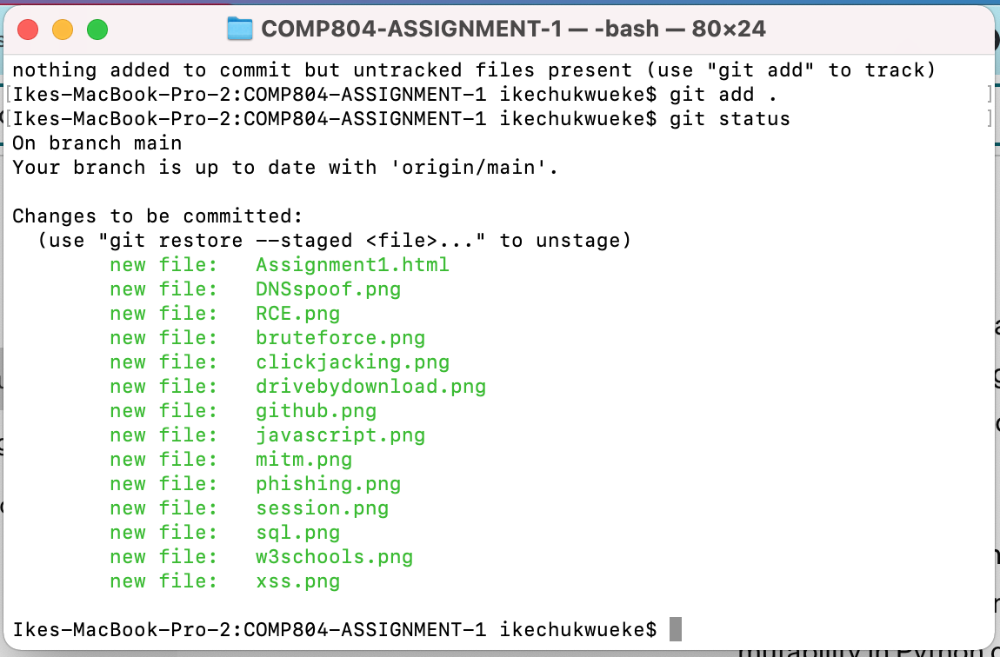 COMP804-ASSIGNMENT-1 — -bash — 80×24
nothing added to commit but untracked files present (use "git add" to track)
[Ikes-MacBook-Pro-2:COMP804-ASSIGNMENT-1 ikechukwueke$ git add . ]
[Ikes-MacBook-Pro-2:COMP804-ASSIGNMENT-1 ikechukwueke$ git status ]
On branch main
Your branch is up to date with 'origin/main'.
Changes to be committed:
(use "git restore --staged <file>..." to unstage)
new file: Assignment1.html
new file: DNSspoof.png
new file: RCE.png
new file: bruteforce.png
new file: clickjacking.png
new file: drivebydownload.png
new file: github.png
new file: javascript.png
new file: mitm.png
new file: phishing.png
new file: session.png
new file: sql.png
new file: w3schools.png
new file: xss.png
Ikes-MacBook-Pro-2:COMP804-ASSIGNMENT-1 ikechukwueke$
mutability in Python